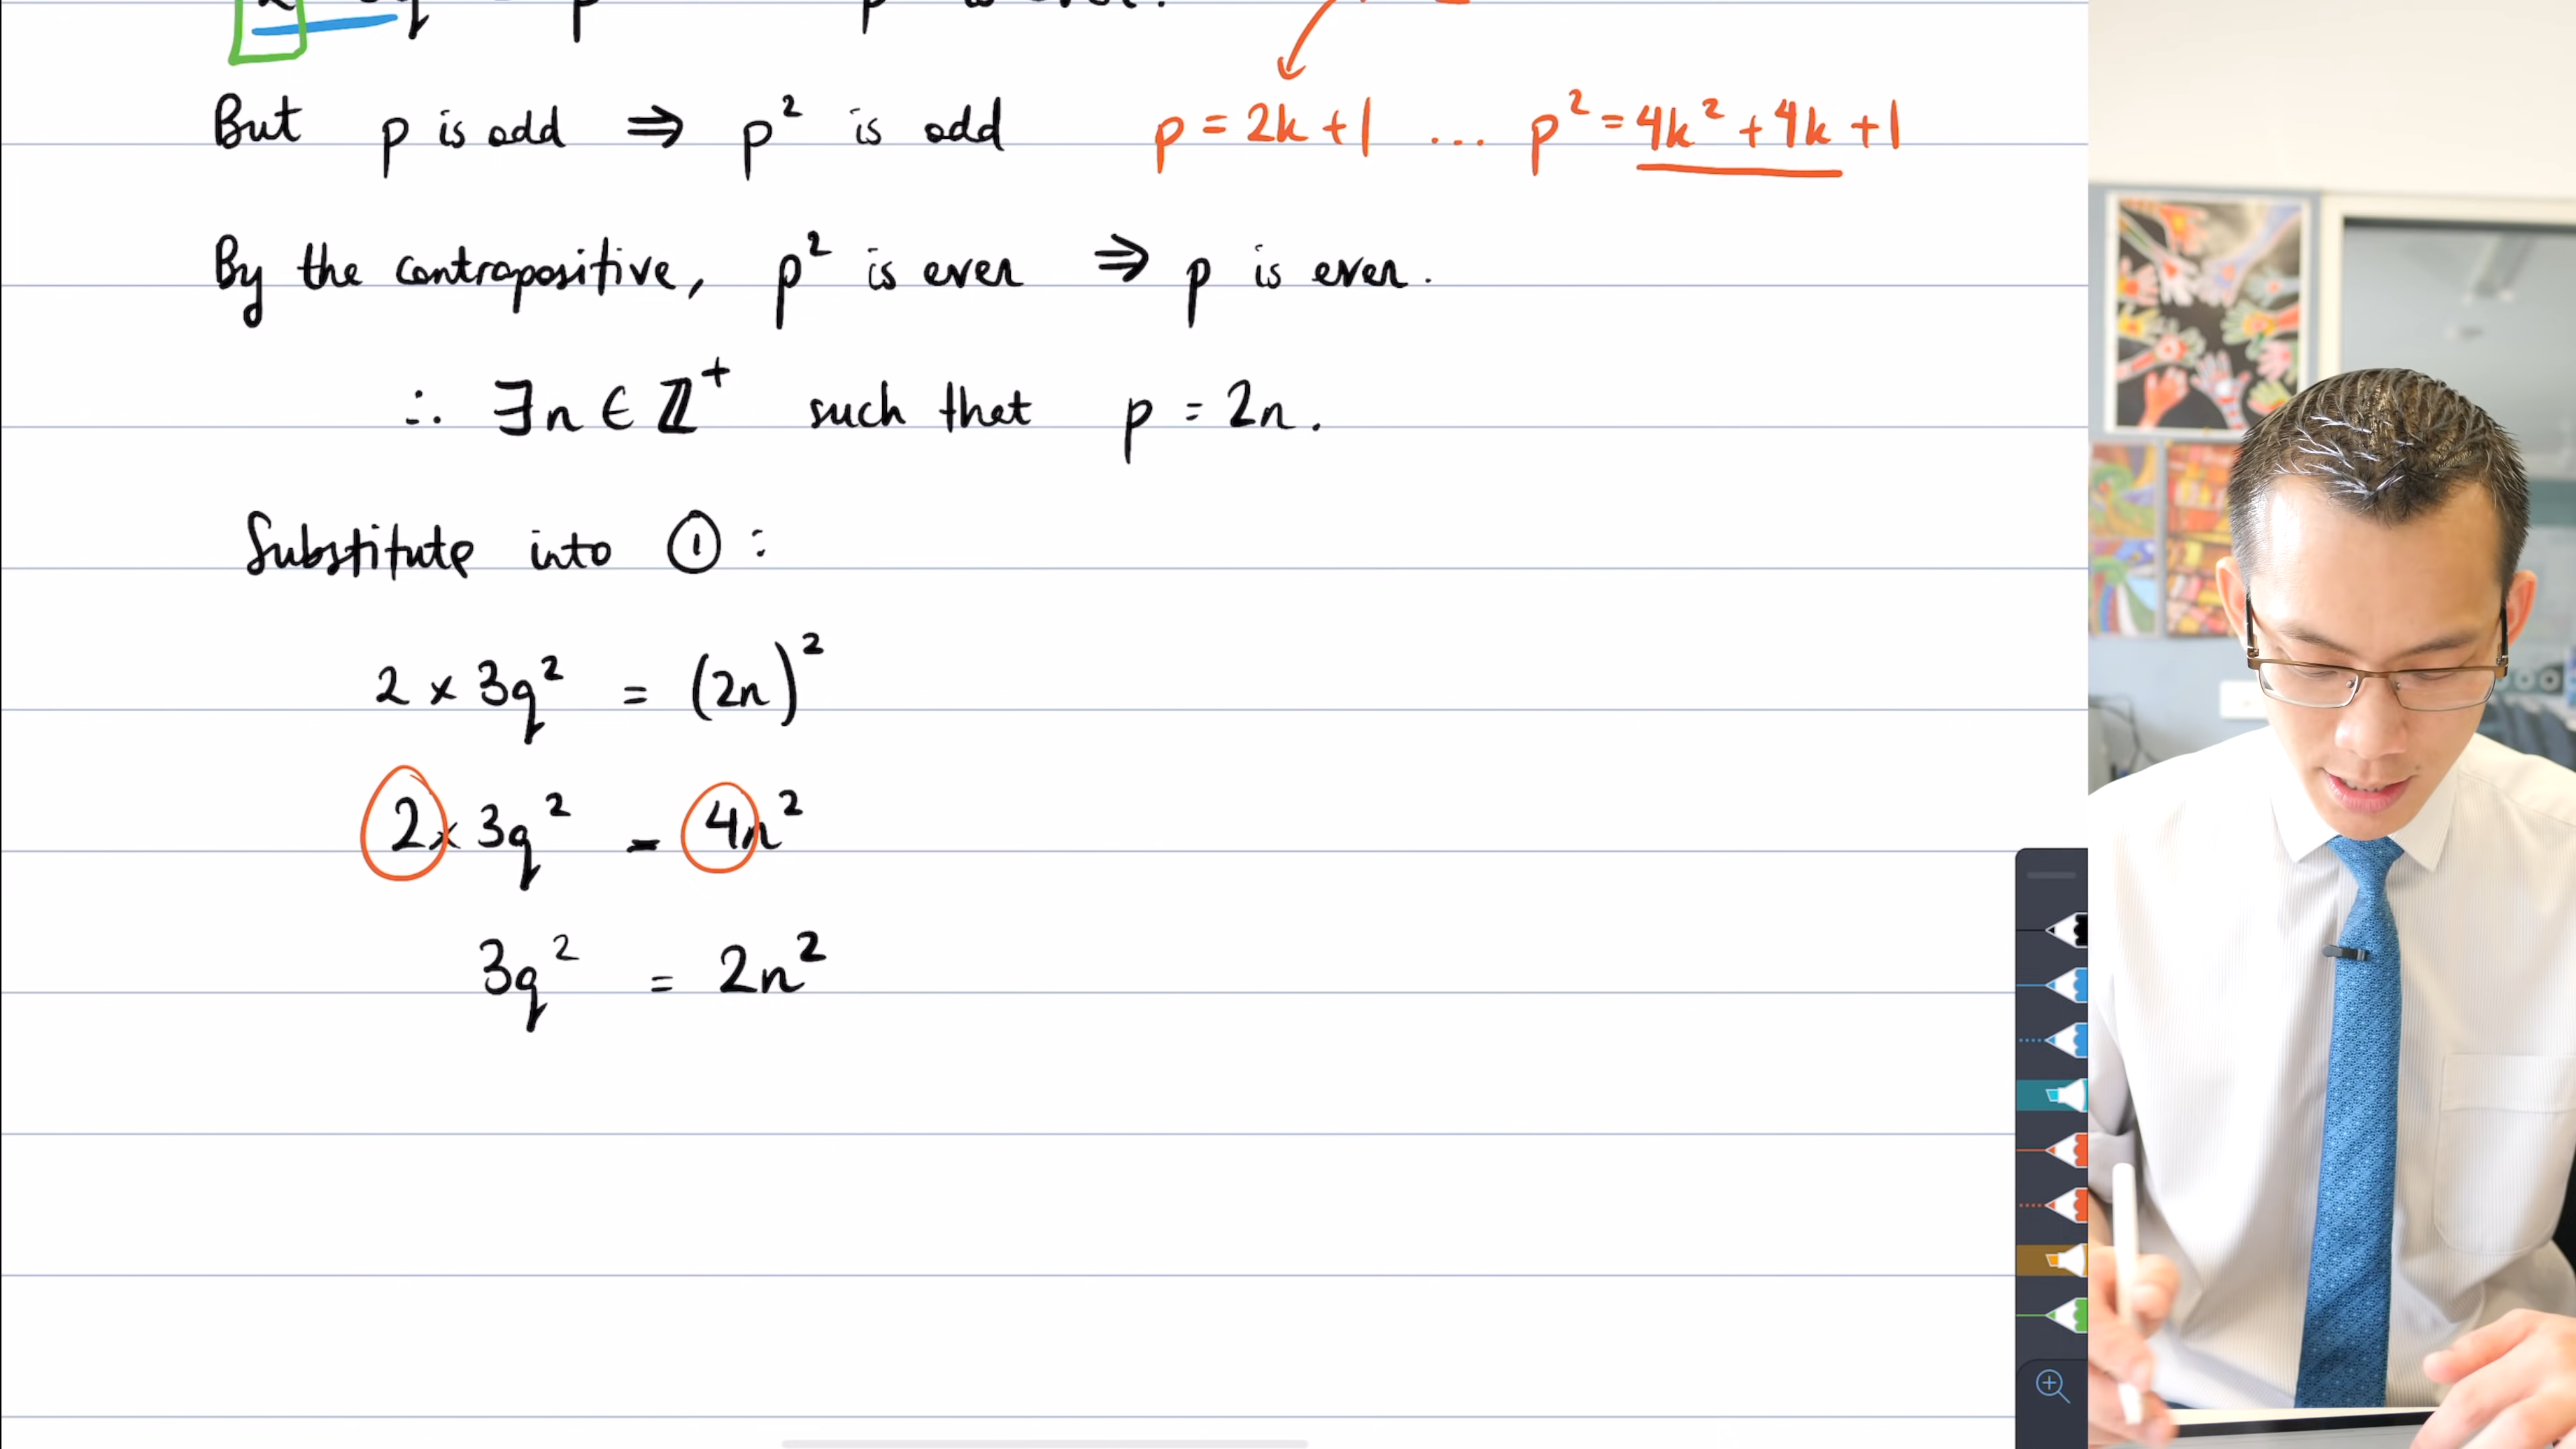 But p is odd ⇒ p² is odd p = 2k + 1 ... p² = 4k² + 4k + 1
By the contrapositive, p² is even ⇒ p is even.
∴ ∃n ∈ ℤ⁺ such that p = 2n.
Substitute into ①:
2 × 3q² = (2n)²
2 × 3q² = 4n²
3q² = 2n²